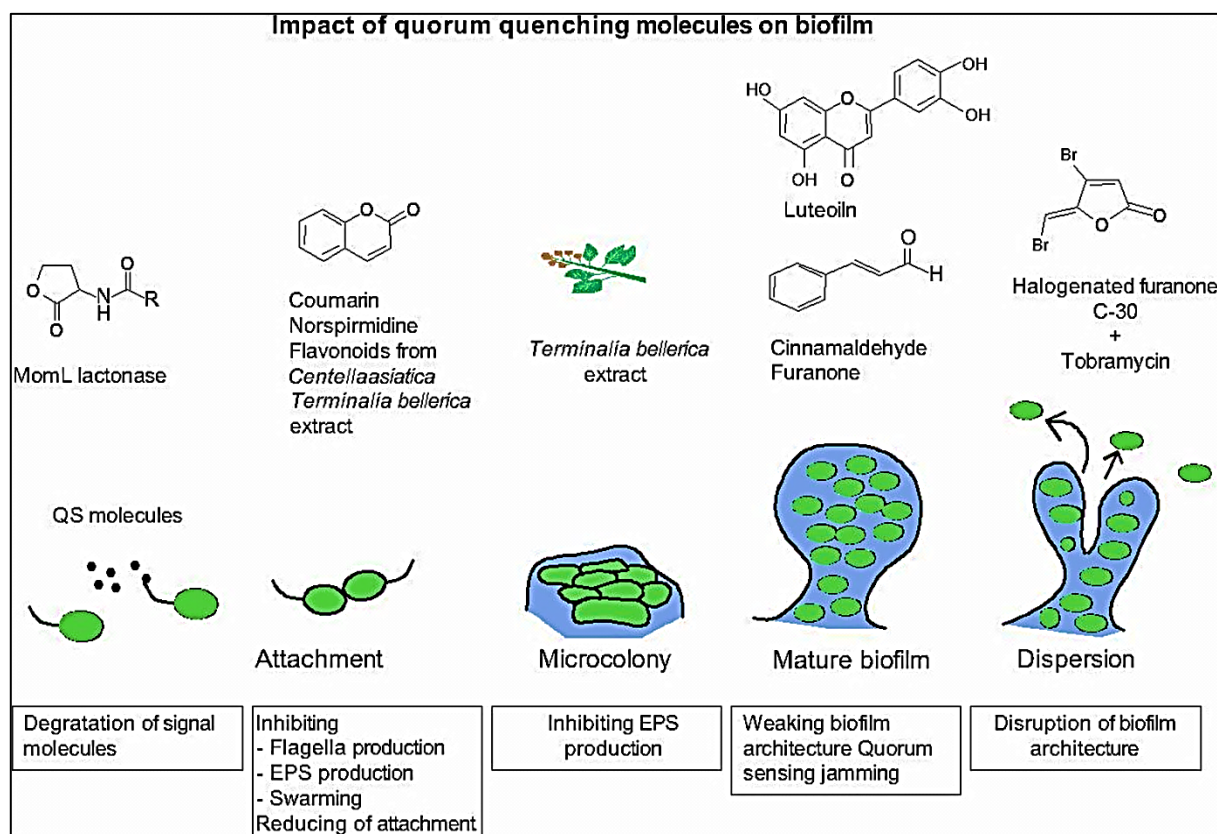 Impact of quorum quenching molecules on biofilm
O
O
N
H
O
R
MomL lactonase
O
O
Coumarin
Norspirmidine
Flavonoids from
Centellaasiatica
Terminalia bellerica
extract
Terminalia bellerica
extract
OH
HO
O
OH
OH
O
Luteoiln
O
H
Cinnamaldehyde
Furanone
Br
O
O
Br
Halogenated furanone
C-30
+
Tobramycin
QS molecules
Attachment
Microcolony
Mature biofilm
Dispersion
Degratation of signal
molecules
Inhibiting
- Flagella production
- EPS production
- Swarming
Reducing of attachment
Inhibiting EPS
production
Weaking biofilm
architecture Quorum
sensing jamming
Disruption of biofilm
architecture